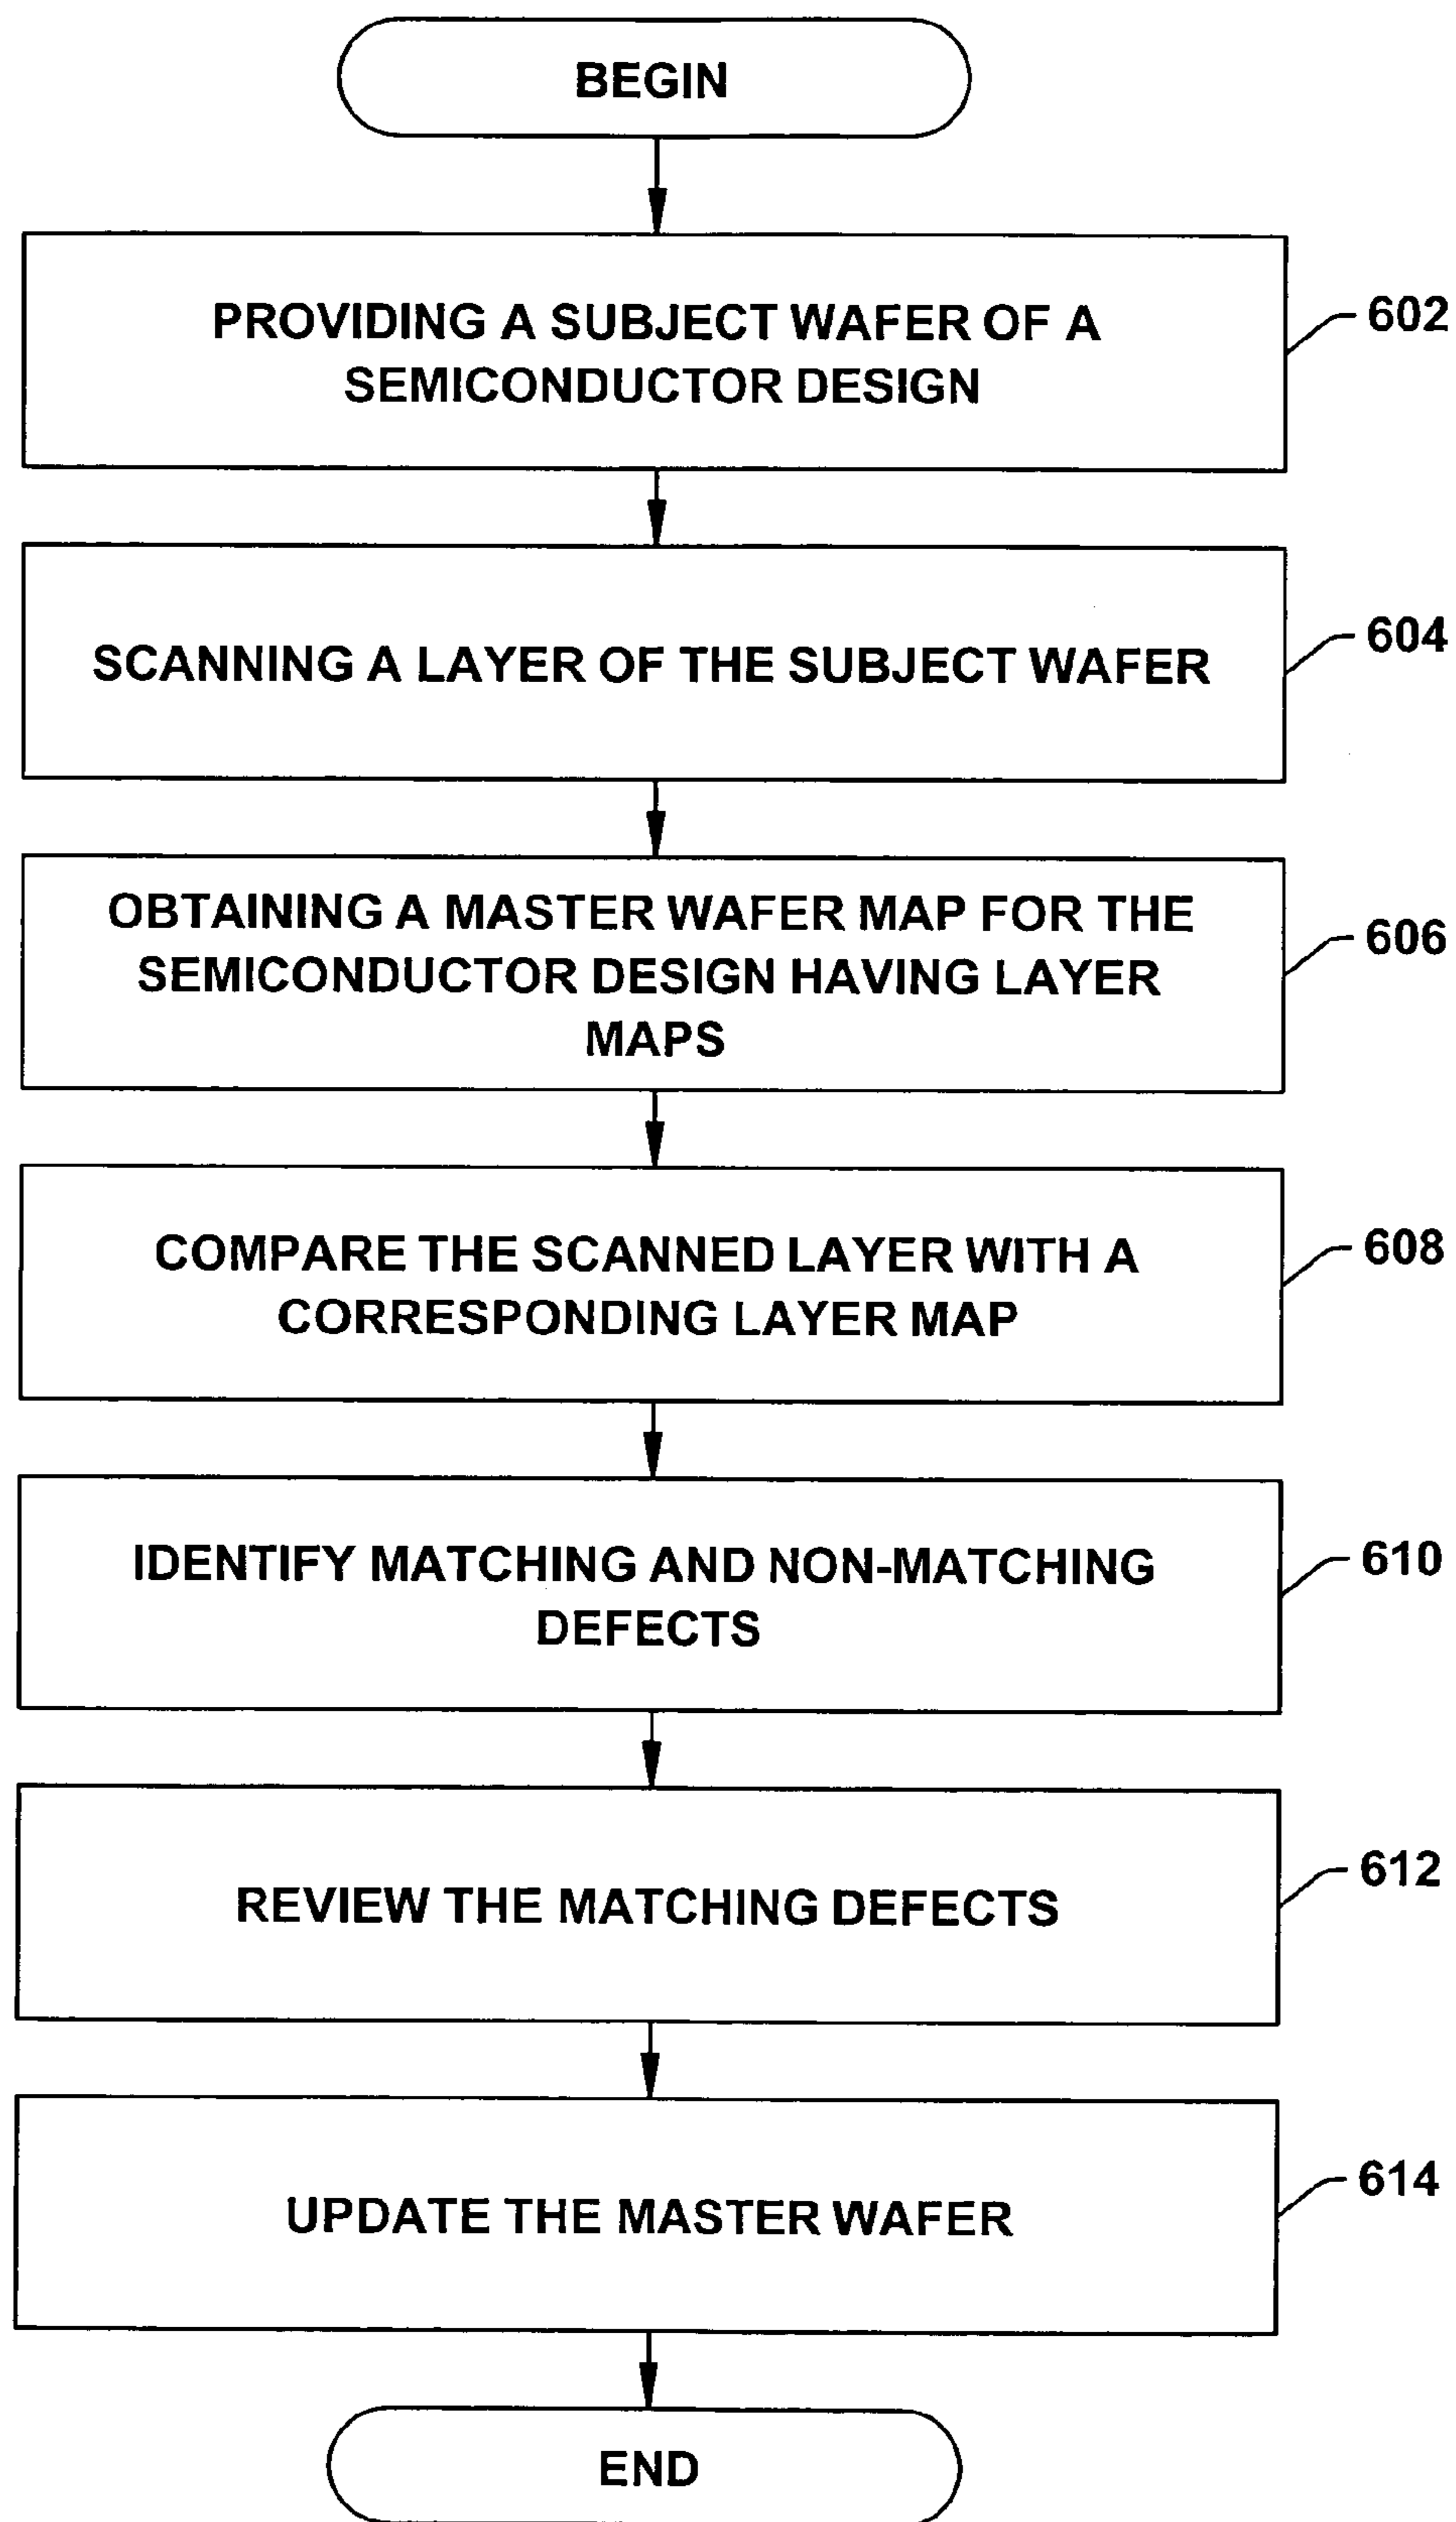 BEGIN
PROVIDING A SUBJECT WAFER OF A
SEMICONDUCTOR DESIGN
602
SCANNING A LAYER OF THE SUBJECT WAFER
604
OBTAINING A MASTER WAFER MAP FOR THE
SEMICONDUCTOR DESIGN HAVING LAYER
MAPS
606
COMPARE THE SCANNED LAYER WITH A
CORRESPONDING LAYER MAP
608
IDENTIFY MATCHING AND NON-MATCHING
DEFECTS
610
REVIEW THE MATCHING DEFECTS
612
UPDATE THE MASTER WAFER
614
END